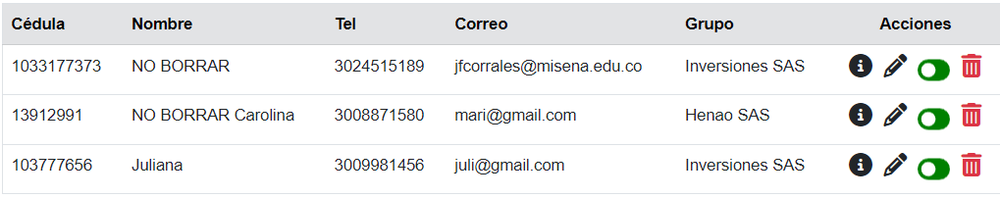 Cédula Nombre Tel Correo Grupo Acciones
1033177373 NO BORRAR 3024515189 jfcorrales@misena.edu.co Inversiones SAS
13912991 NO BORRAR Carolina 3008871580 mari@gmail.com Henao SAS
103777656 Juliana 3009981456 juli@gmail.com Inversiones SAS